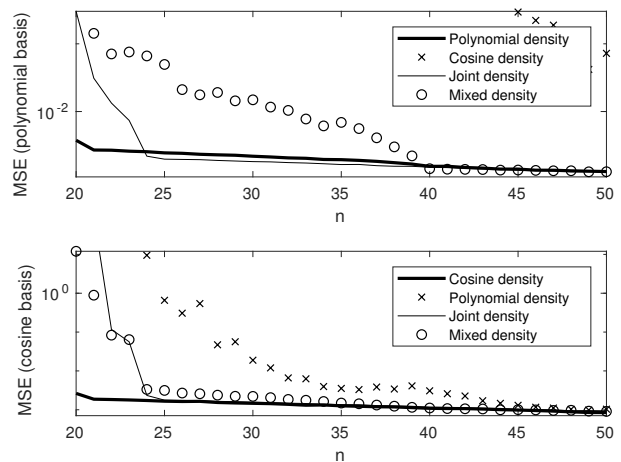 MSE (polynomial basis)
10^-2
Polynomial density
Cosine density
Joint density
Mixed density
20 25 30 35 40 45 50
n
MSE (cosine basis)
10^0
Cosine density
Polynomial density
Joint density
Mixed density
20 25 30 35 40 45 50
n